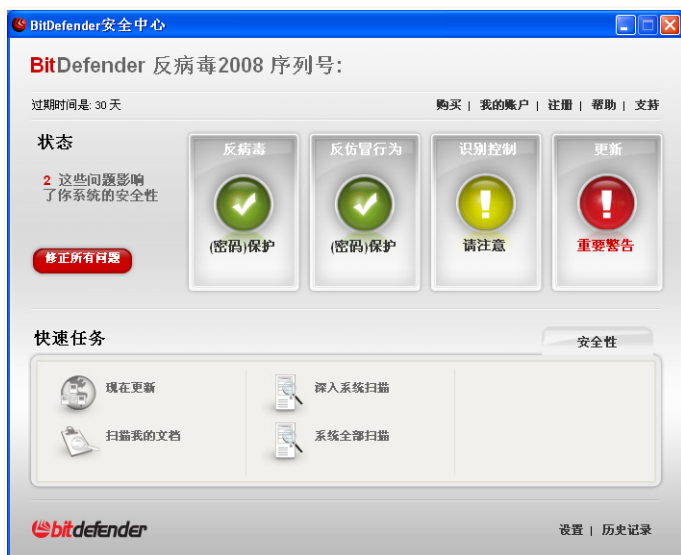 BitDefender安全中心
BitDefender 反病毒2008 序列号:
过期时间是: 30 天
购买 | 我的账户 | 注册 | 帮助 | 支持
状态
2 这些问题影响
了你系统的安全性
修正所有问题
反病毒
(密码)保护
反仿冒行为
(密码)保护
识别控制
请注意
更新
重要警告
快速任务
安全性
现在更新
深入系统扫描
扫描我的文档
系统全部扫描
bitdefender
设置 | 历史记录